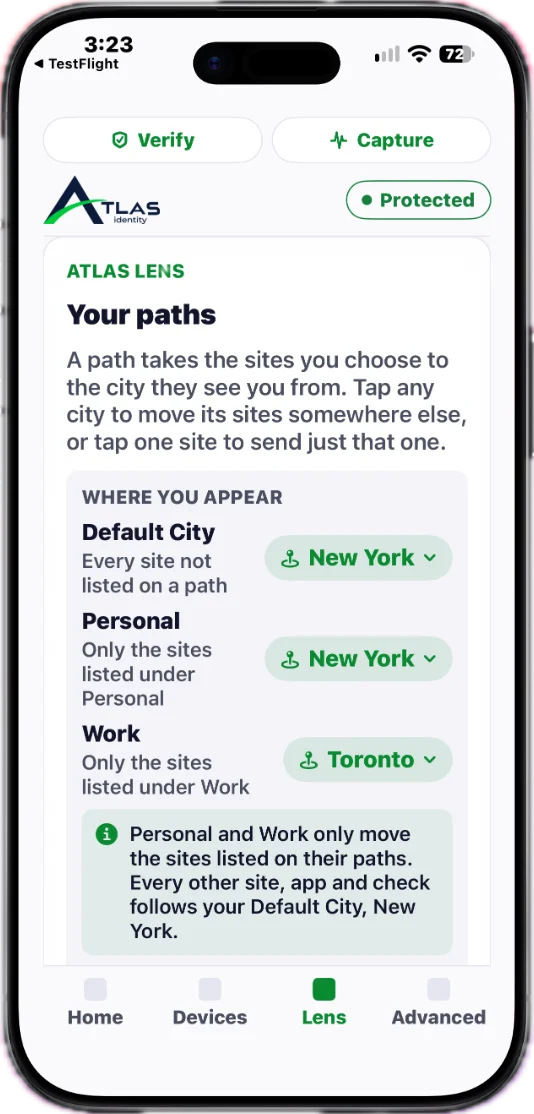 3:23
◀ TestFlight
72
Verify
Capture
ATLAS
identity
Protected
ATLAS LENS
Your paths
A path takes the sites you choose to
the city they see you from. Tap any
city to move its sites somewhere else,
or tap one site to send just that one.
WHERE YOU APPEAR
Default City
Every site not
listed on a path
New York
Personal
Only the sites
listed under
Personal
New York
Work
Only the sites
listed under Work
Toronto
Personal and Work only move
the sites listed on their paths.
Every other site, app and check
follows your Default City, New
York.
Home
Devices
Lens
Advanced